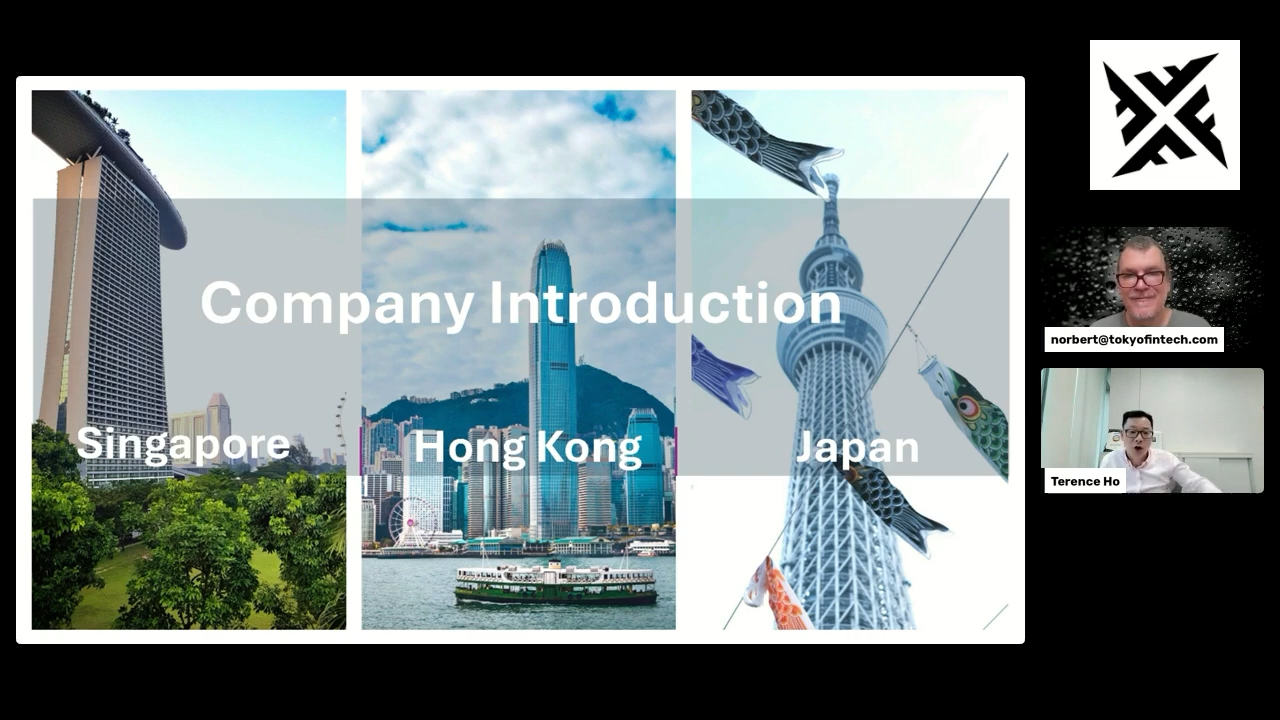 Company Introduction
Singapore
Hong Kong
Japan
norbert@tokyofintech.com
Terence Ho